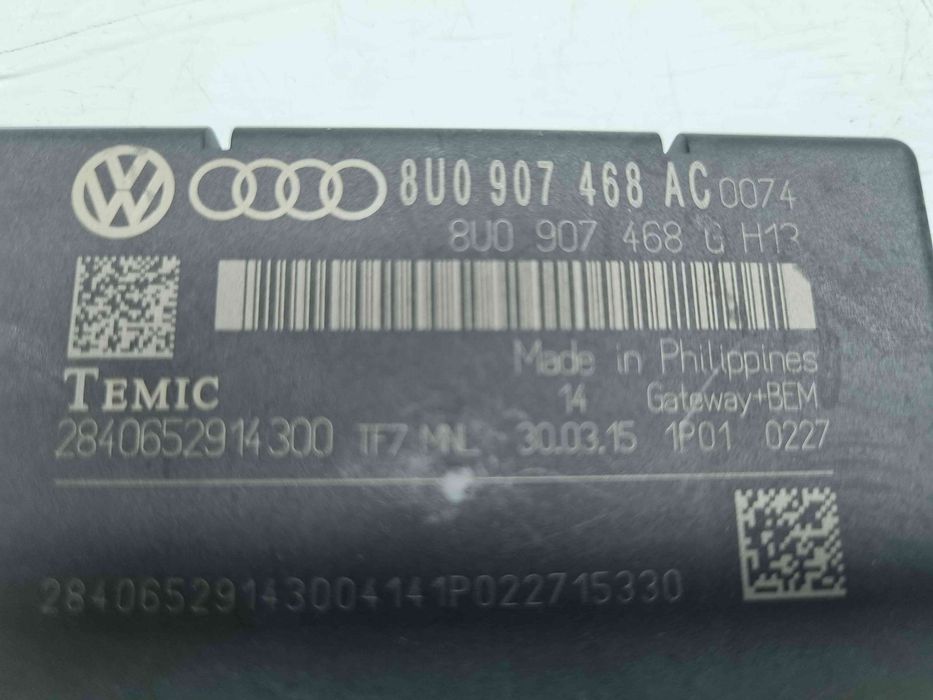 8U0 907 468 AC 0074
8U0 907 468 G H13
Made in Philippines
TEMIC 14 Gateway+BEM
2840652914300 TF7 MNL 30.03.15 1P01 0227
28406529143004141P022715330